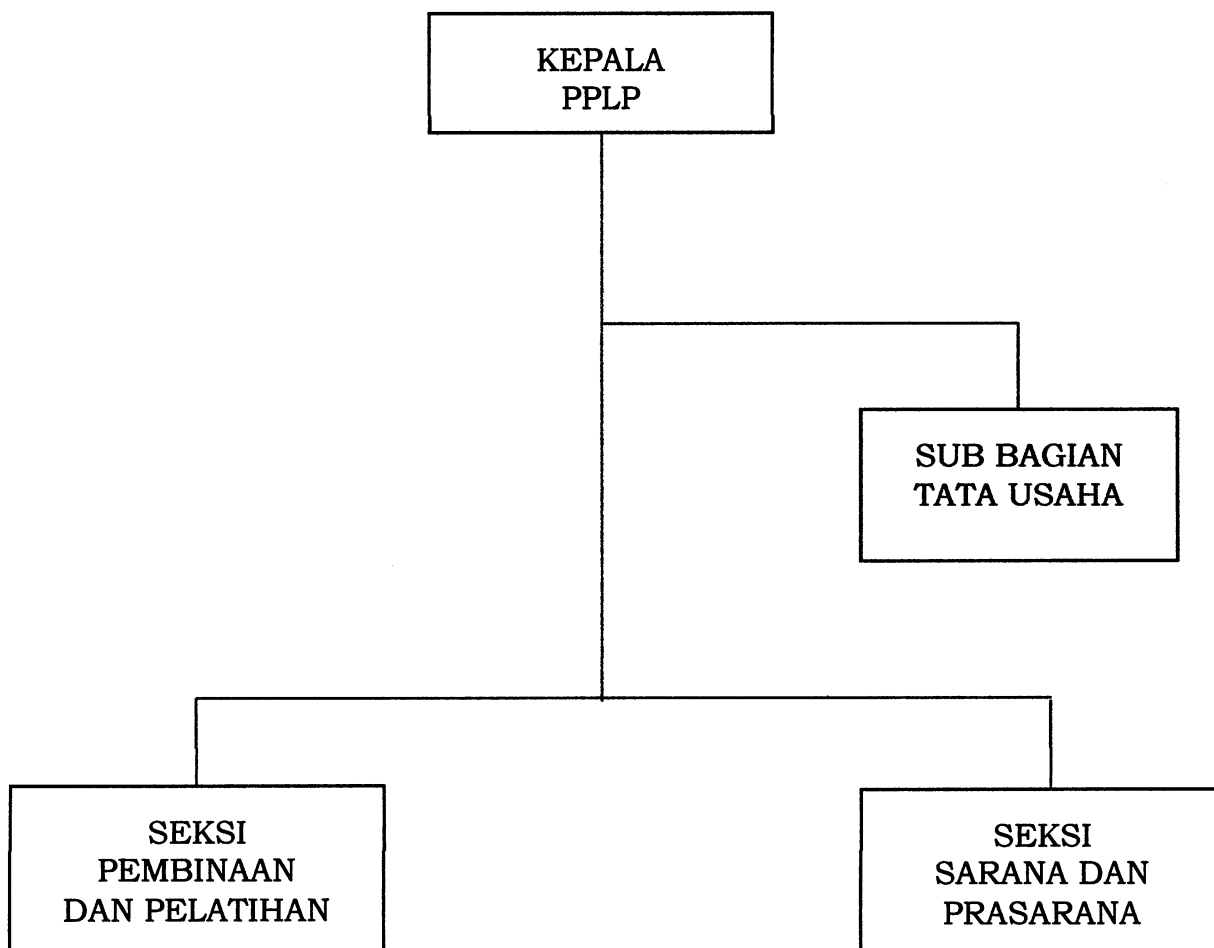 KEPALA
PPLP
SUB BAGIAN
TATA USAHA
SEKSI
PEMBINAAN
DAN PELATIHAN
SEKSI
SARANA DAN
PRASARANA